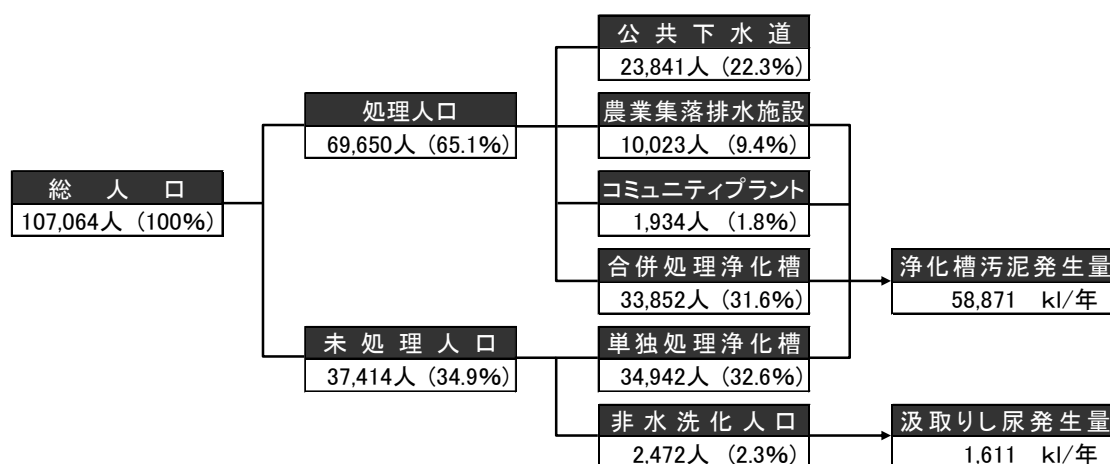 公共下水道
23,841人 (22.3%)
処理人口
69,650人 (65.1%)
農業集落排水施設
10,023人 (9.4%)
総人口
107,064人 (100%)
コミュニティプラント
1,934人 (1.8%)
合併処理浄化槽
33,852人 (31.6%)
浄化槽汚泥発生量
58,871 kl/年
未処理人口
37,414人 (34.9%)
単独処理浄化槽
34,942人 (32.6%)
非水洗化人口
2,472人 (2.3%)
汲取りし尿発生量
1,611 kl/年